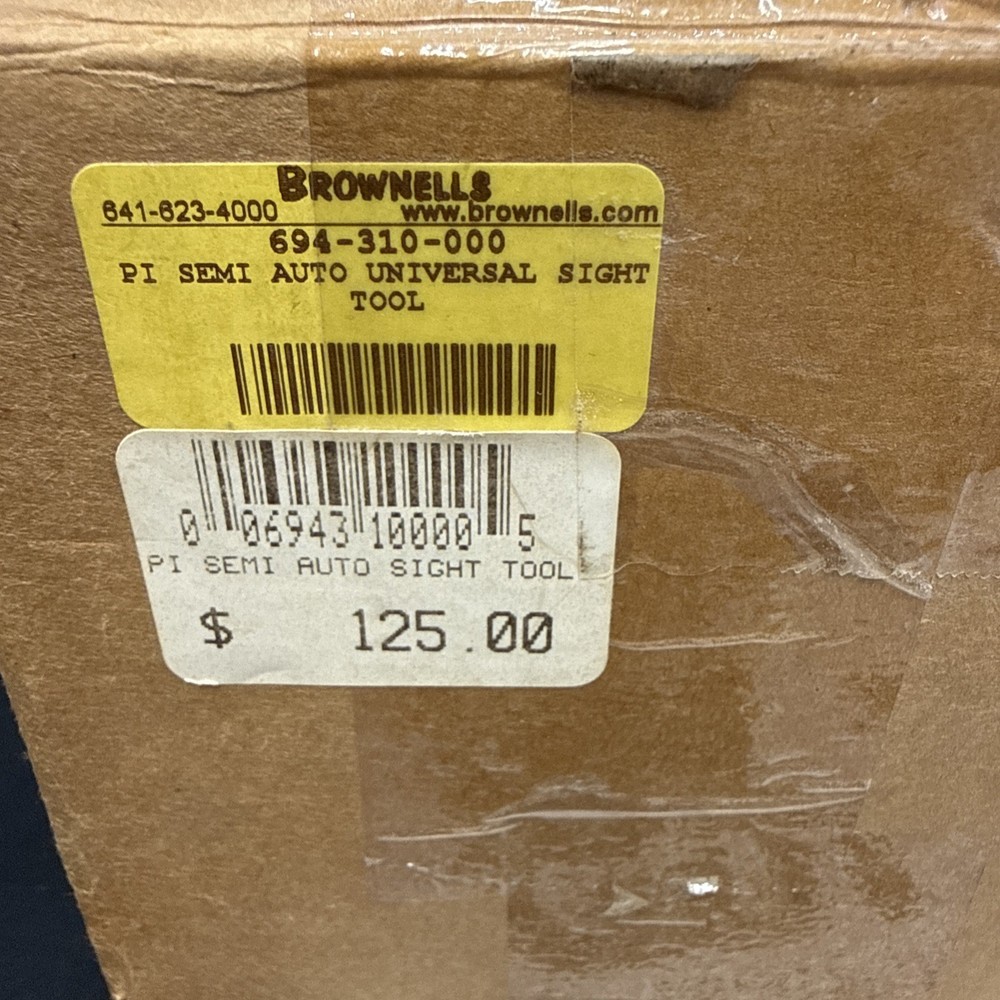 BROWNELLS
641-623-4000 www.brownells.com
694-310-000
PI SEMI AUTO UNIVERSAL SIGHT
TOOL
0 06943 10000 5
PI SEMI AUTO SIGHT TOOL
$ 125.00